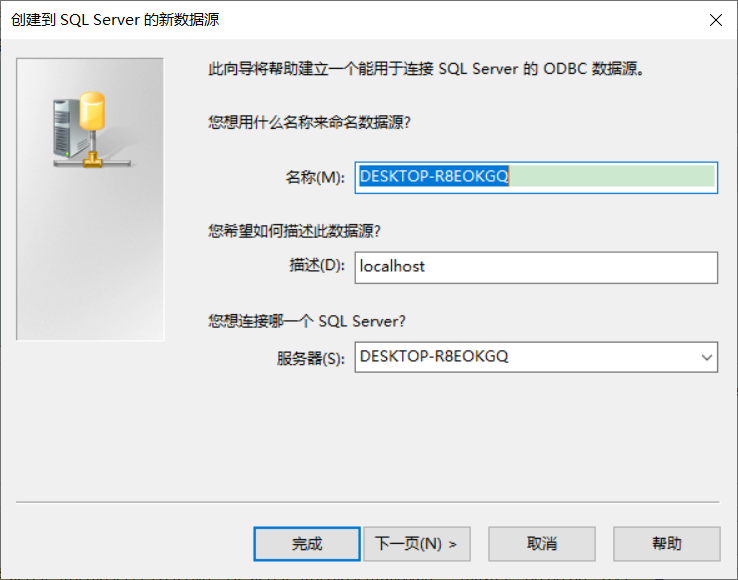 创建到 SQL Server 的新数据源
此向导将帮助建立一个能用于连接 SQL Server 的 ODBC 数据源。
您想用什么名称来命名数据源?
名称(M): DESKTOP-R8EOKGQ
您希望如何描述此数据源?
描述(D): localhost
您想连接哪一个 SQL Server?
服务器(S): DESKTOP-R8EOKGQ
完成 下一页(N) > 取消 帮助